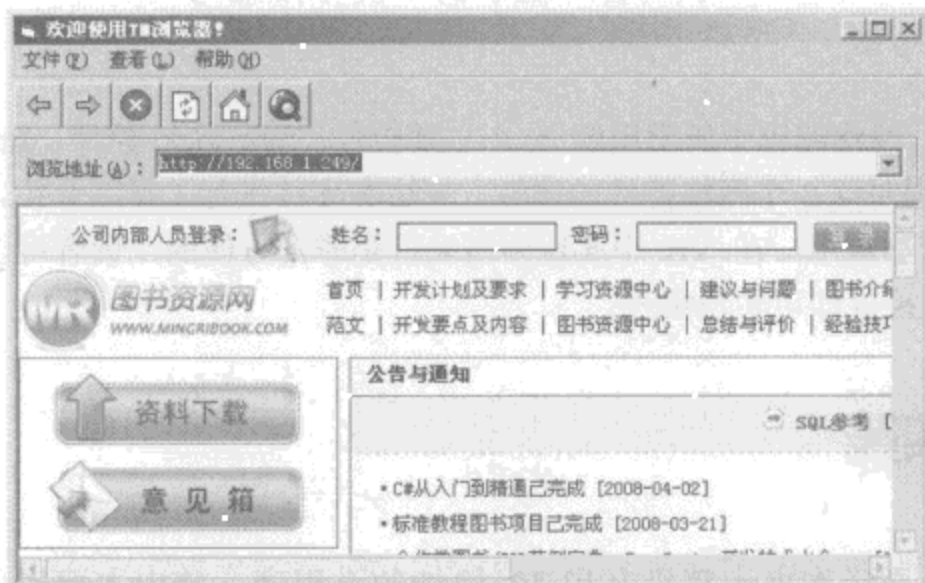 欢迎使用TM浏览器!
文件(F) 查看(L) 帮助(H)
浏览地址(A): http://192.168.1.249/
公司内部人员登录: 姓名: 密码: 登录
MR 图书资源网 WWW.MINGRIBOOK.COM
首页 | 开发计划及要求 | 学习资源中心 | 建议与问题 | 图书介绍
范文 | 开发要点及内容 | 图书资源中心 | 总结与评价 | 经验技巧
资料下载
意见箱
公告与通知
SQL参考 [
•C#从入门到精通已完成 [2008-04-02]
•标准教程图书项目已完成 [2008-03-21]